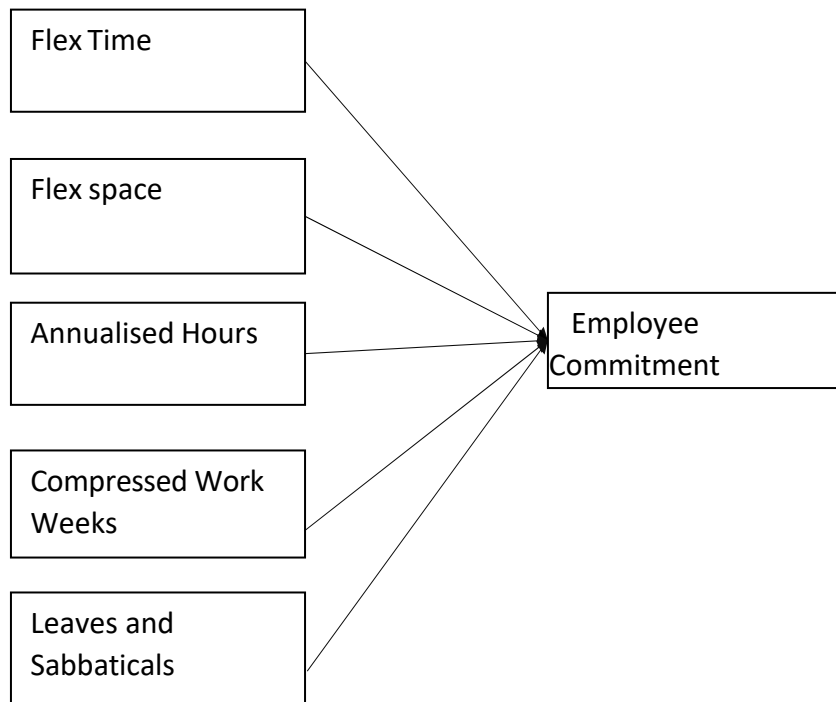 Flex Time
Flex space
Annualised Hours
Compressed Work
Weeks
Leaves and
Sabbaticals
Employee
Commitment